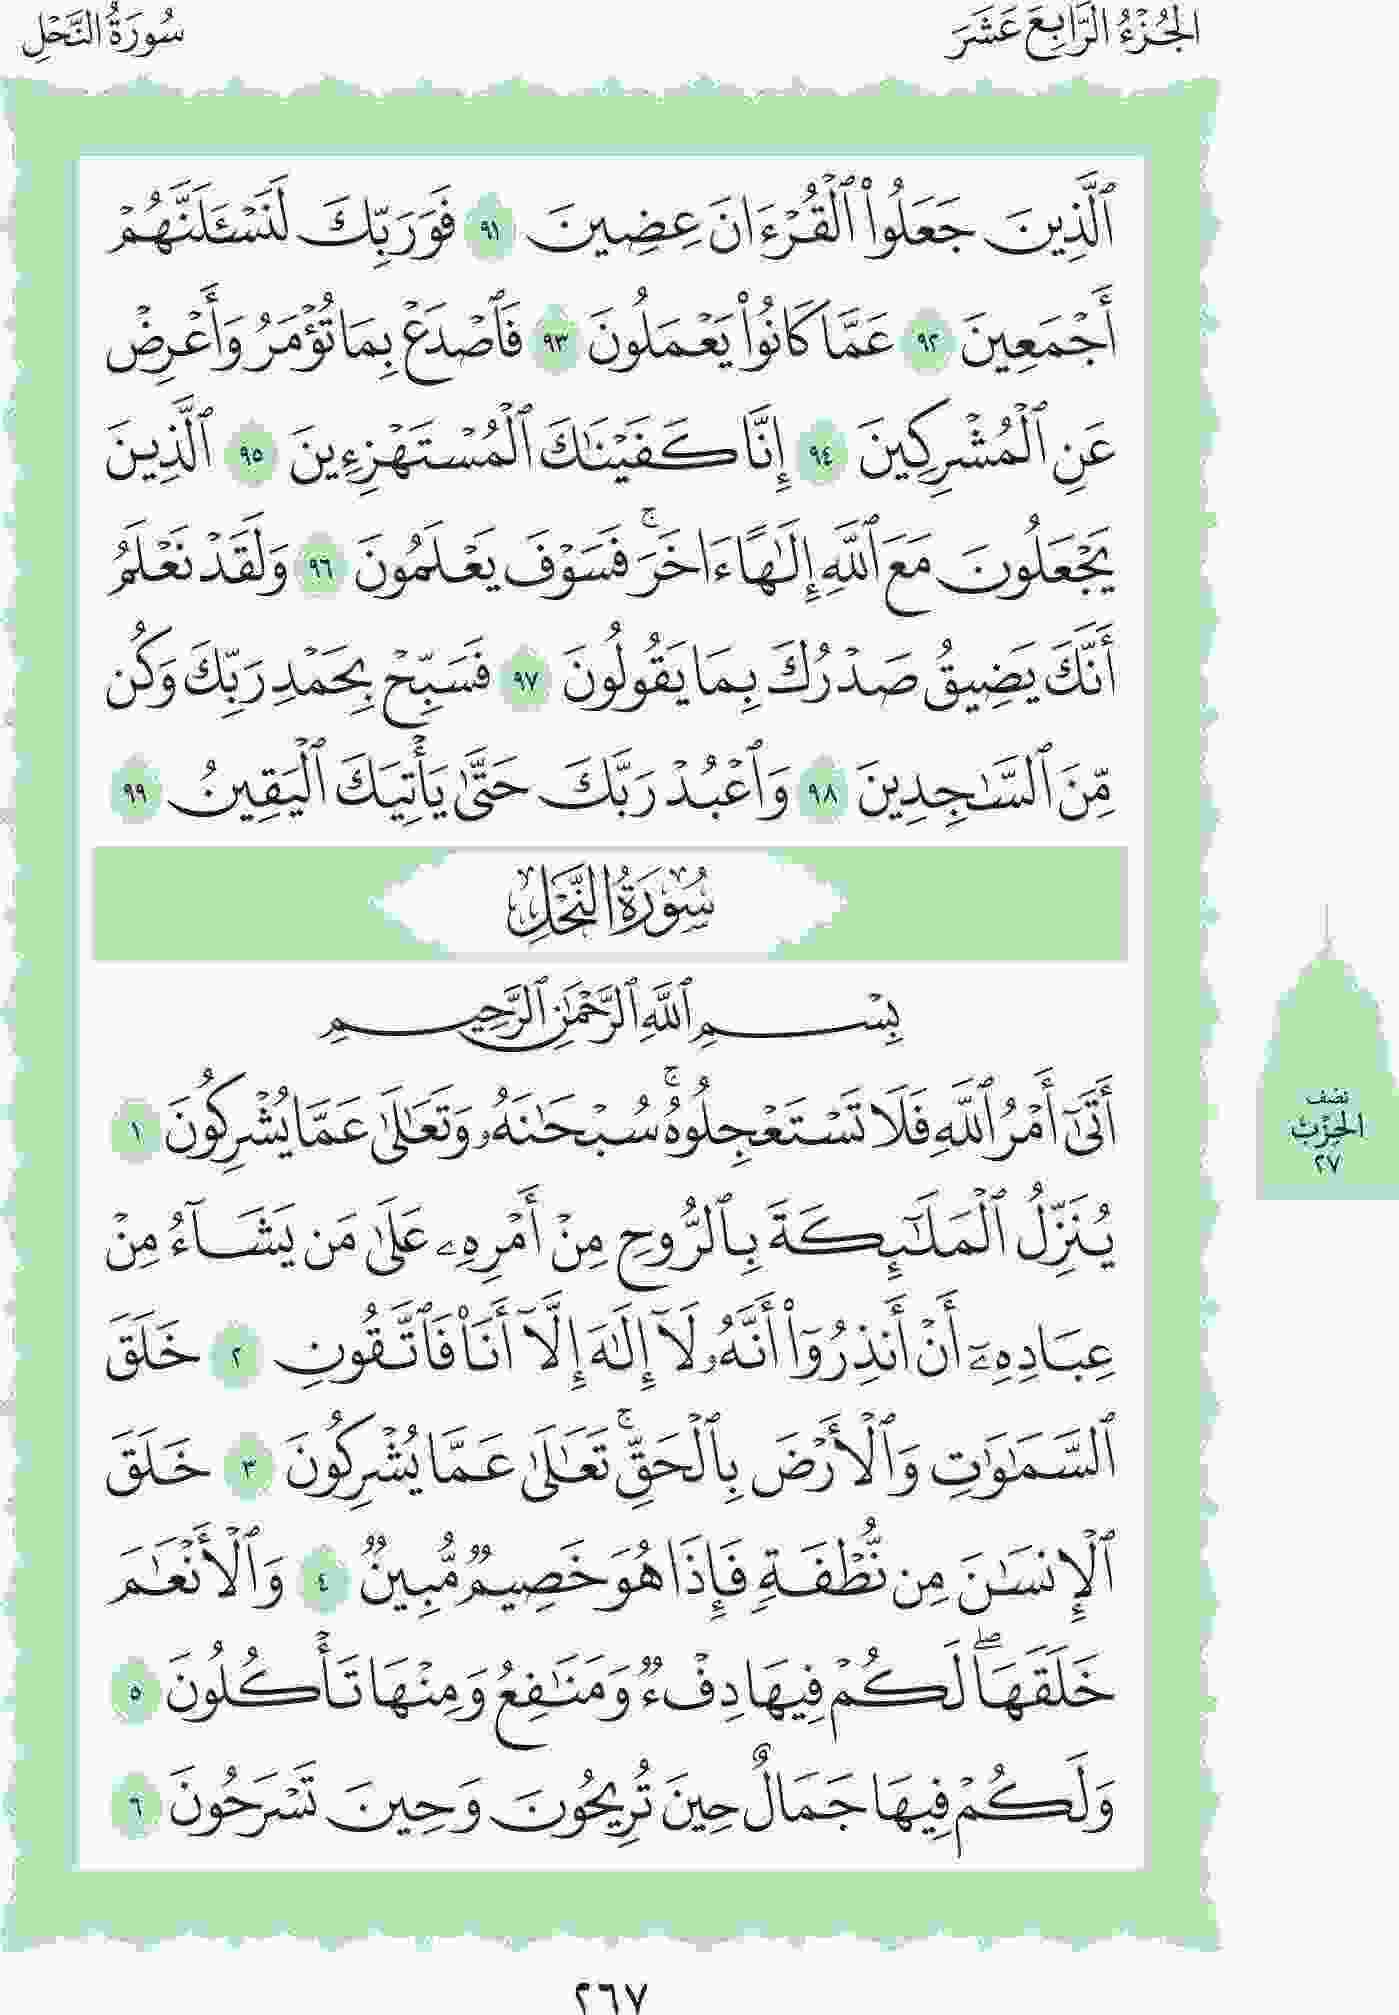 الجُزْءُ الرَّابِعَ عَشَرَ
سُورَةُ النَّحْلِ
ٱلَّذِينَ جَعَلُواْ ٱلْقُرْءَانَ عِضِينَ ٩١ فَوَرَبِّكَ لَنَسْـَٔلَنَّهُمْ
أَجْمَعِينَ ٩٢ عَمَّا كَانُواْ يَعْمَلُونَ ٩٣ فَٱصْدَعْ بِمَا تُؤْمَرُ وَأَعْرِضْ
عَنِ ٱلْمُشْرِكِينَ ٩٤ إِنَّا كَفَيْنَٰكَ ٱلْمُسْتَهْزِءِينَ ٩٥ ٱلَّذِينَ
يَجْعَلُونَ مَعَ ٱللَّهِ إِلَٰهًا ءَاخَرَۚ فَسَوْفَ يَعْلَمُونَ ٩٦ وَلَقَدْ نَعْلَمُ
أَنَّكَ يَضِيقُ صَدْرُكَ بِمَا يَقُولُونَ ٩٧ فَسَبِّحْ بِحَمْدِ رَبِّكَ وَكُن
مِّنَ ٱلسَّٰجِدِينَ ٩٨ وَٱعْبُدْ رَبَّكَ حَتَّىٰ يَأْتِيَكَ ٱلْيَقِينُ ٩٩
سُورَةُ النَّحْلِ
بِسْمِ ٱللَّهِ ٱلرَّحْمَٰنِ ٱلرَّحِيمِ
أَتَىٰٓ أَمْرُ ٱللَّهِ فَلَا تَسْتَعْجِلُوهُۚ سُبْحَٰنَهُۥ وَتَعَٰلَىٰ عَمَّا يُشْرِكُونَ ١
يُنَزِّلُ ٱلْمَلَٰٓئِكَةَ بِٱلرُّوحِ مِنْ أَمْرِهِۦ عَلَىٰ مَن يَشَآءُ مِنْ
عِبَادِهِۦٓ أَنْ أَنذِرُوٓاْ أَنَّهُۥ لَآ إِلَٰهَ إِلَّآ أَنَا۠ فَٱتَّقُونِ ٢ خَلَقَ
ٱلسَّمَٰوَٰتِ وَٱلْأَرْضَ بِٱلْحَقِّۚ تَعَٰلَىٰ عَمَّا يُشْرِكُونَ ٣ خَلَقَ
ٱلْإِنسَٰنَ مِن نُّطْفَةٍ فَإِذَا هُوَ خَصِيمٌ مُّبِينٌ ٤ وَٱلْأَنْعَٰمَ
خَلَقَهَاۖ لَكُمْ فِيهَا دِفْءٌ وَمَنَٰفِعُ وَمِنْهَا تَأْكُلُونَ ٥
وَلَكُمْ فِيهَا جَمَالٌ حِينَ تُرِيحُونَ وَحِينَ تَسْرَحُونَ ٦
نصف
الحِزْبِ
٢٧
٢٦٧